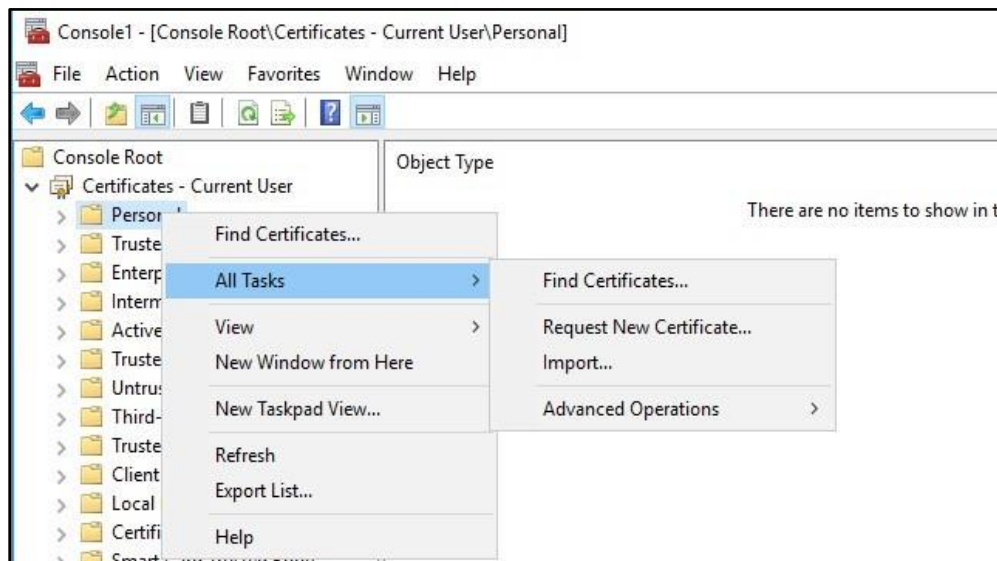 Console1 - [Console Root\Certificates - Current User\Personal]
File Action View Favorites Window Help
Console Root
Certificates - Current User
Person
Truste
Enterp
Interm
Active
Truste
Untrus
Third-
Truste
Client
Local
Certifi
Find Certificates...
All Tasks
View
New Window from Here
New Taskpad View...
Refresh
Export List...
Help
Find Certificates...
Request New Certificate...
Import...
Advanced Operations
Object Type
There are no items to show in t